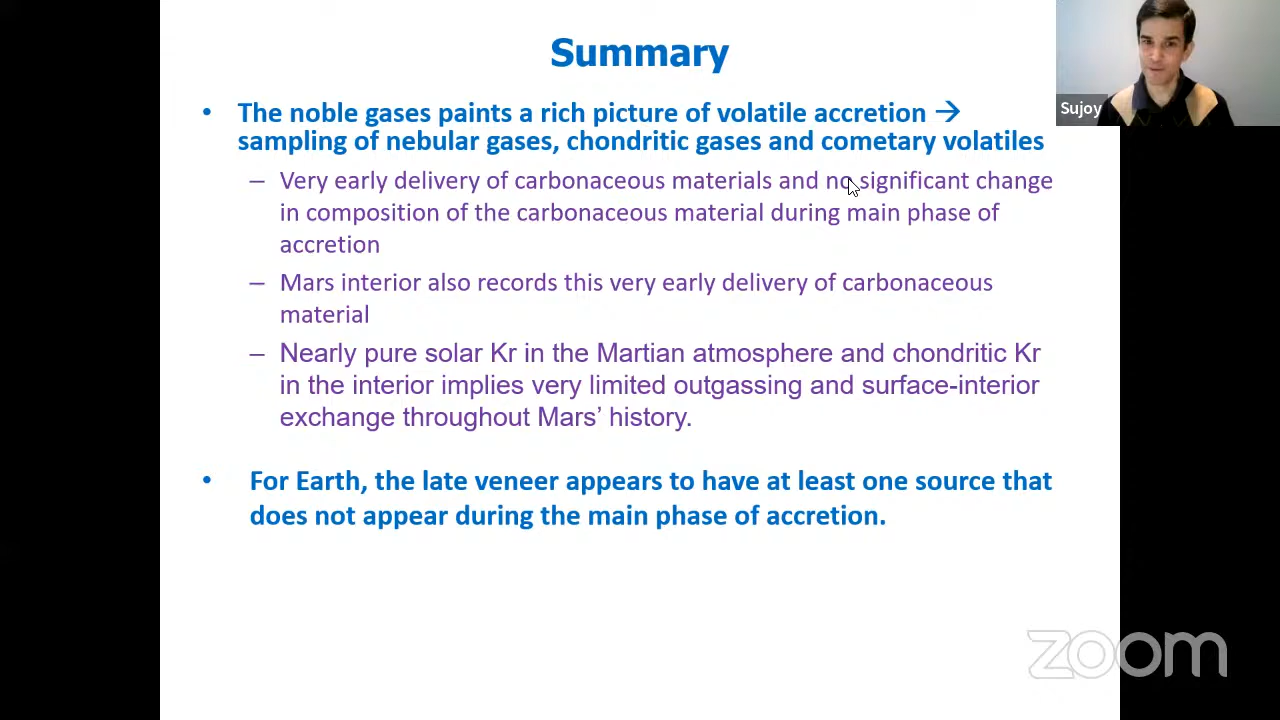 Summary
Sujoy
• The noble gases paints a rich picture of volatile accretion →
sampling of nebular gases, chondritic gases and cometary volatiles
– Very early delivery of carbonaceous materials and no significant change
in composition of the carbonaceous material during main phase of
accretion
– Mars interior also records this very early delivery of carbonaceous
material
– Nearly pure solar Kr in the Martian atmosphere and chondritic Kr
in the interior implies very limited outgassing and surface-interior
exchange throughout Mars’ history.
• For Earth, the late veneer appears to have at least one source that
does not appear during the main phase of accretion.
zoom